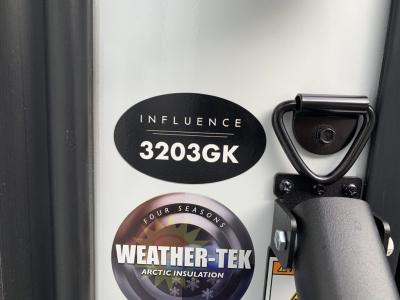 INFLUENCE
3203GK
FOUR SEASONS
WEATHER-TEK
ARCTIC INSULATION